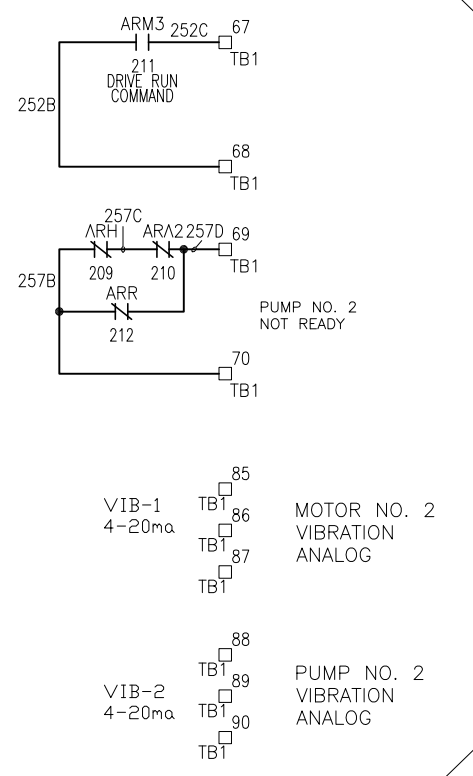 ARM3 252C 67
TB1
211
DRIVE RUN
COMMAND
252B
68
TB1
257C
ARH ARA2 257D 69
TB1
209 210
257B
ARR
212
PUMP NO. 2
NOT READY
70
TB1
85
TB1
VIB-1
4-20ma
86
TB1
87
TB1
MOTOR NO. 2
VIBRATION
ANALOG
88
TB1
VIB-2
4-20ma
89
TB1
90
TB1
PUMP NO. 2
VIBRATION
ANALOG